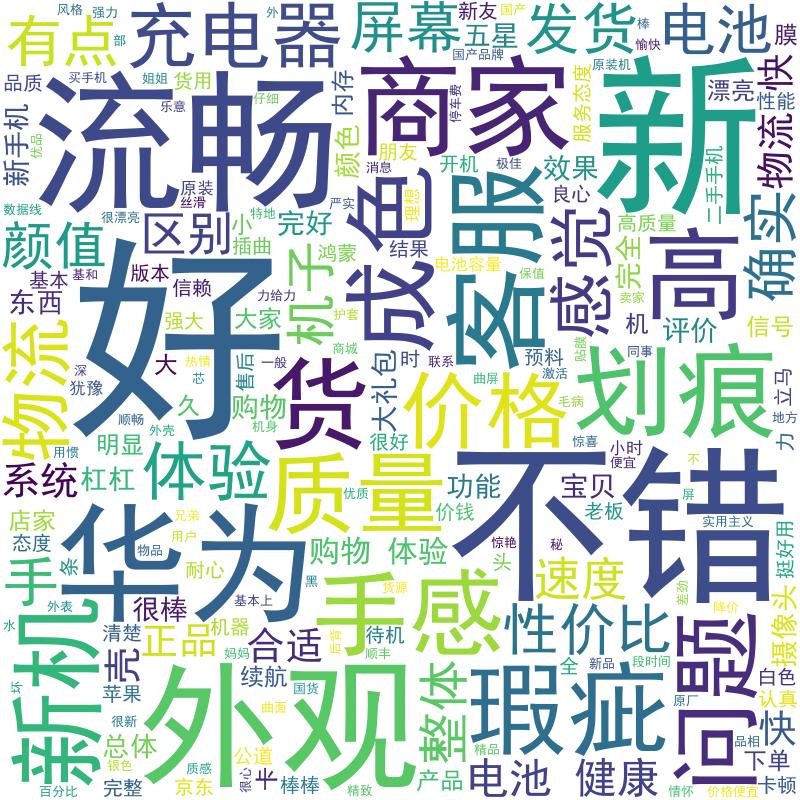 风格
强力
有点
部
充电器
外
屏幕
新友
五星
国产品牌
国产
发货
棒
愉快
电池
膜
品质
买手机
姐姐
货用
乐意
仔细
内存
商家
停车费
原装机
服务态度
新
漂亮
快
性能
新手机
优品
流畅
颜色
朋友
消息
开机
极佳
效果
良心
二手手机
物流
数据线
原装
丝滑
很漂亮
特地
严实
成色
理想
客服
感觉
高质量
完全
确实
颜值
区别
小
插曲
完好
鸿蒙
结果
电池容量
保值
卖家
高
基本
基和
版本
信赖
力给力
机子
护套
东西
强大
大家
商城
时
联系
预料
机
同事
评价
信号
物流
深
犹豫
大
热情
芯
售后
一般
大礼包
曲屏
激活
贴膜
立马
好
货
价格
毛病
划痕
地方
力
久
购物
顺畅
机身
外壳
明显
很好
惊喜
小时
便宜
不
用惯
系统
杠杠
体验
质量
优质
功能
价钱
宝贝
老板
屏
不错
实用主义
店家
态度
华为
兄弟
用户
物品
耐心
购物
体验
惊艳
头
秘
速度
差劲
挺好用
手
条
外表
水
新机
很棒
基本上
黑
手感
货源
性价比
降价
摄像头
清楚
正品
机器
妈妈
合适
后背
待机
顺丰
亮
苹果
续航
国货
外观
整体
瑕疵
全
新品
段时间
原厂
问题
白色
认真
坏
很新
总体
银色
质感
公道
曲面
京东
很心
卡
棒棒
精致
产品
精品
电池
健康
情怀
价格便宜
品相
快
下单
卡顿
百分比
完整